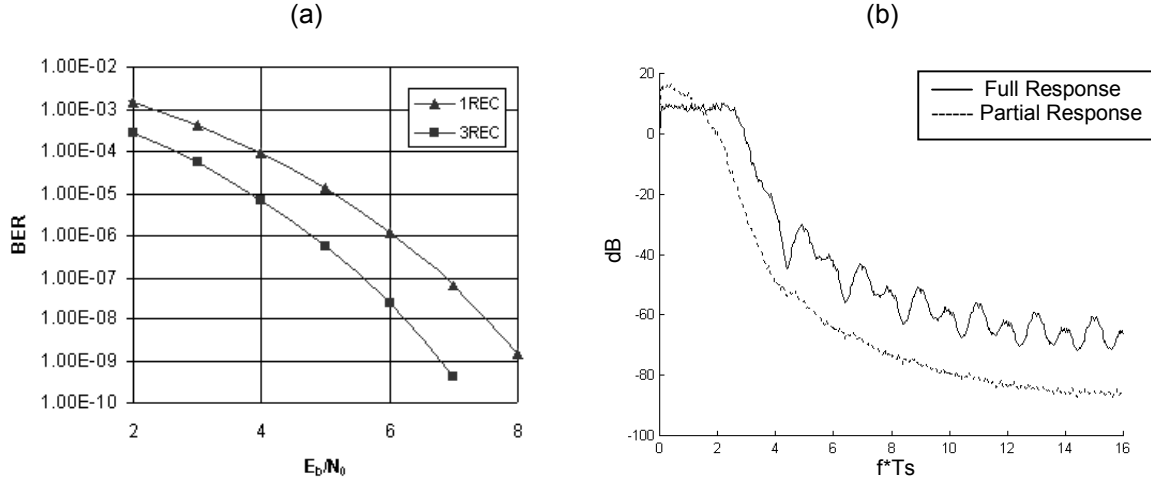 (a)
1.00E-02
1.00E-03
1.00E-04
1.00E-05
1.00E-06
1.00E-07
1.00E-08
1.00E-09
1.00E-10
BER
2 4 6 8
E_b/N_0
1REC
3REC
(b)
20
0
-20
-40
-60
-80
-100
dB
0 2 4 6 8 10 12 14 16
f*Ts
Full Response
Partial Response